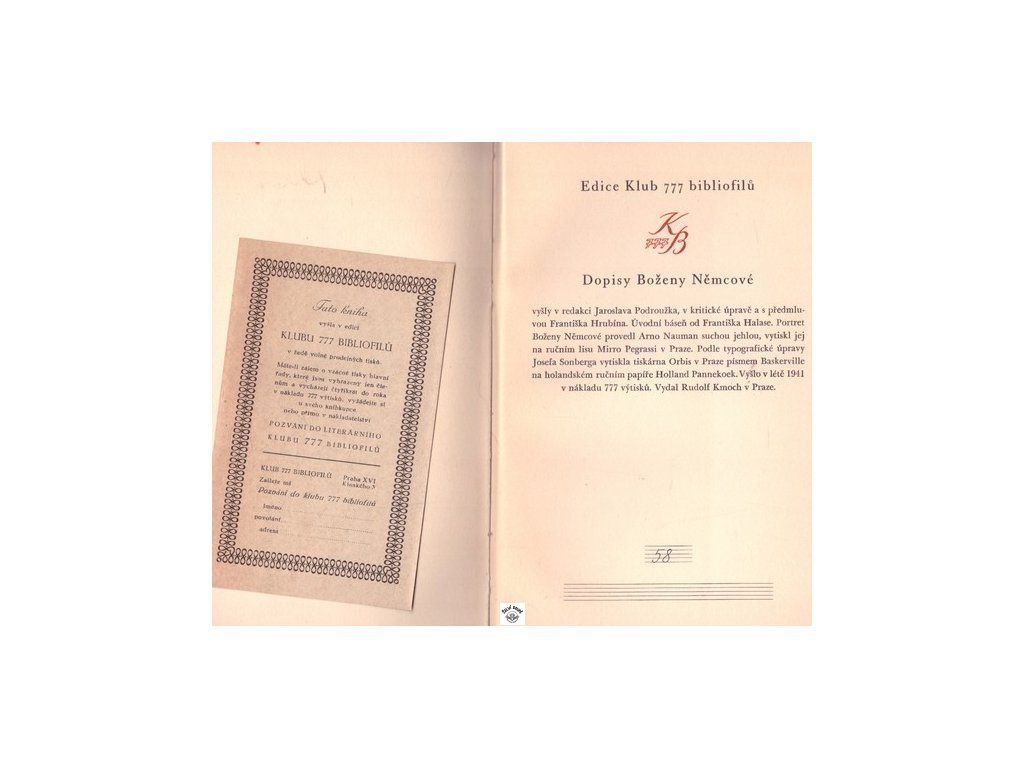 Tato kniha
vyšla v edici
KLUBU 777 BIBLIOFILŮ
v řadě volně prodejných tisků.
Máte-li zájem o vzácné tisky hlavní
řady, které jsou vyhrazeny jen čle-
nům a vycházejí čtyřikrát do roka
v nákladu 777 výtisků, vyžádejte si
u svého knihkupce
nebo přímo v nakladatelství
POZVÁNÍ DO LITERÁRNÍHO
KLUBU 777 BIBLIOFILŮ
KLUB 777 BIBLIOFILŮ Praha XVI
Zašlete mi Kinského 3
Pozvání do klubu 777 bibliofilů
Jméno
povolání
adresa
Edice Klub 777 bibliofilů
K
777 B
Dopisy Boženy Němcové
vyšly v redakci Jaroslava Podroužka, v kritické úpravě a s předmlu-
vou Františka Hrubína. Úvodní báseň od Františka Halase. Portret
Boženy Němcové provedl Arno Nauman suchou jehlou, vytiskl jej
na ručním lisu Mirro Pegrassi v Praze. Podle typografické úpravy
Josefa Sonberga vytiskla tiskárna Orbis v Praze písmem Baskerville
na holandském ručním papíře Holland Pannekoek. Vyšlo v létě 1941
v nákladu 777 výtisků. Vydal Rudolf Kmoch v Praze.
58